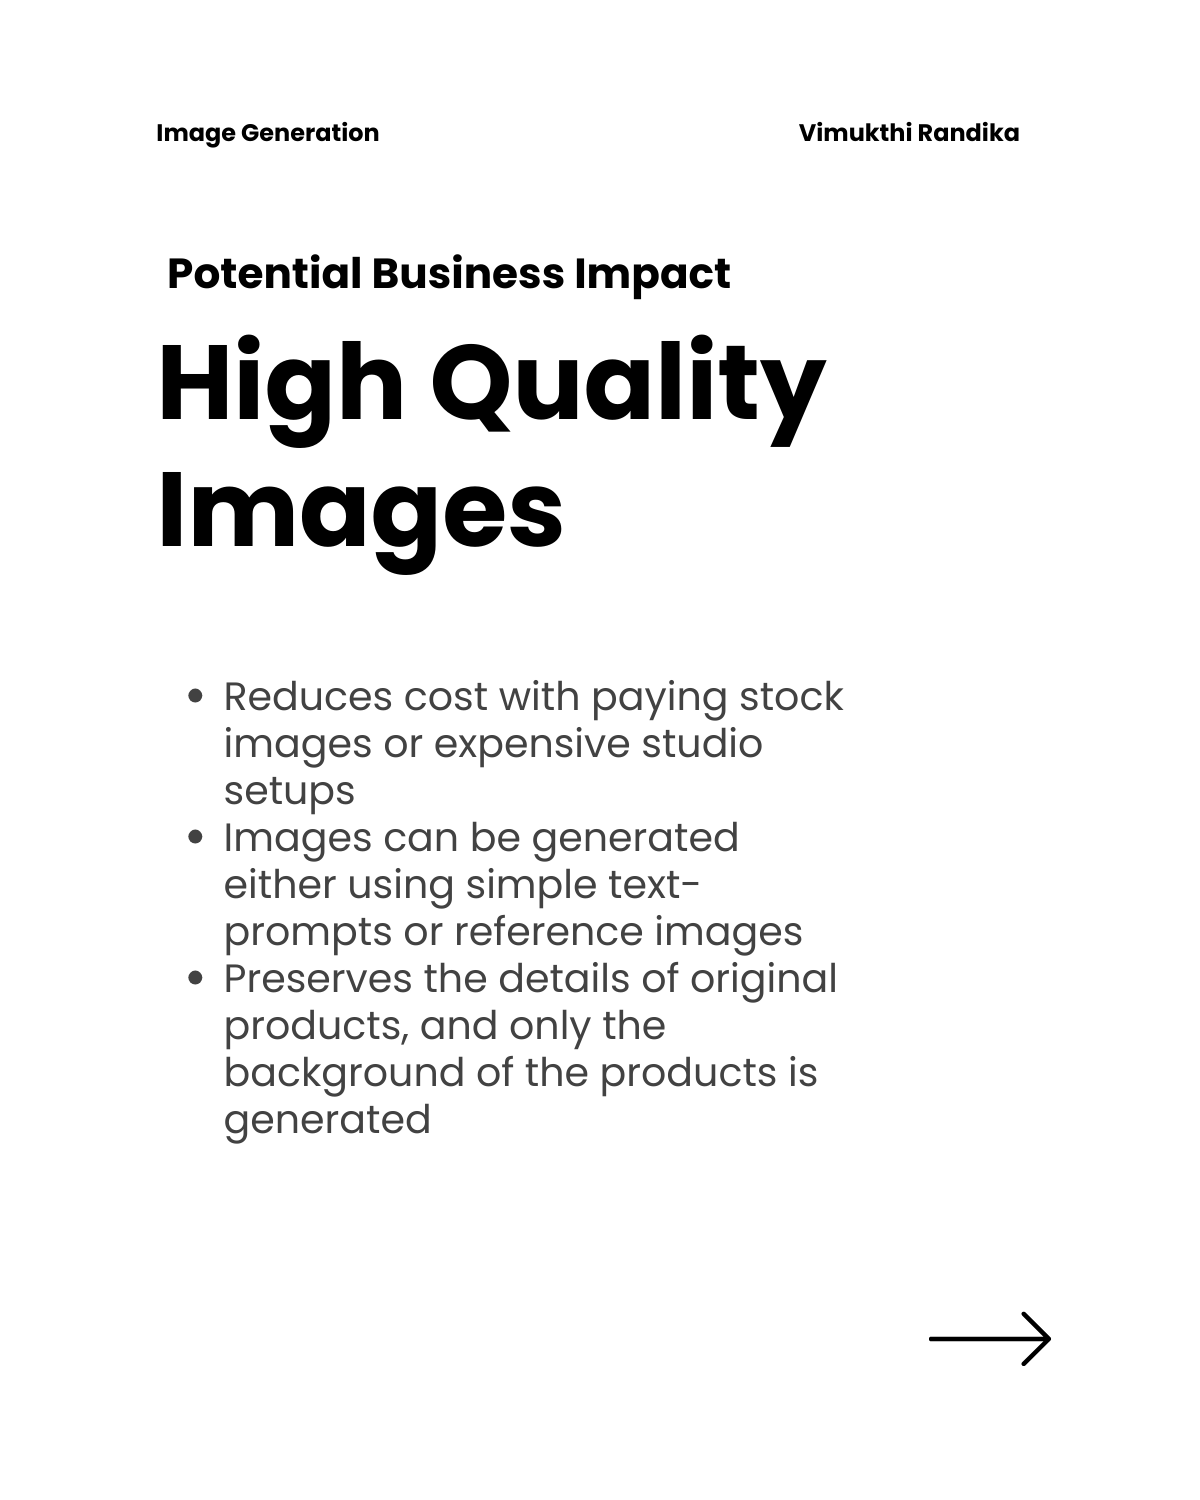 Image Generation
Vimukthi Randika
Potential Business Impact
High Quality
Images
• Reduces cost with paying stock
images or expensive studio
setups
• Images can be generated
either using simple text-
prompts or reference images
• Preserves the details of original
products, and only the
background of the products is
generated